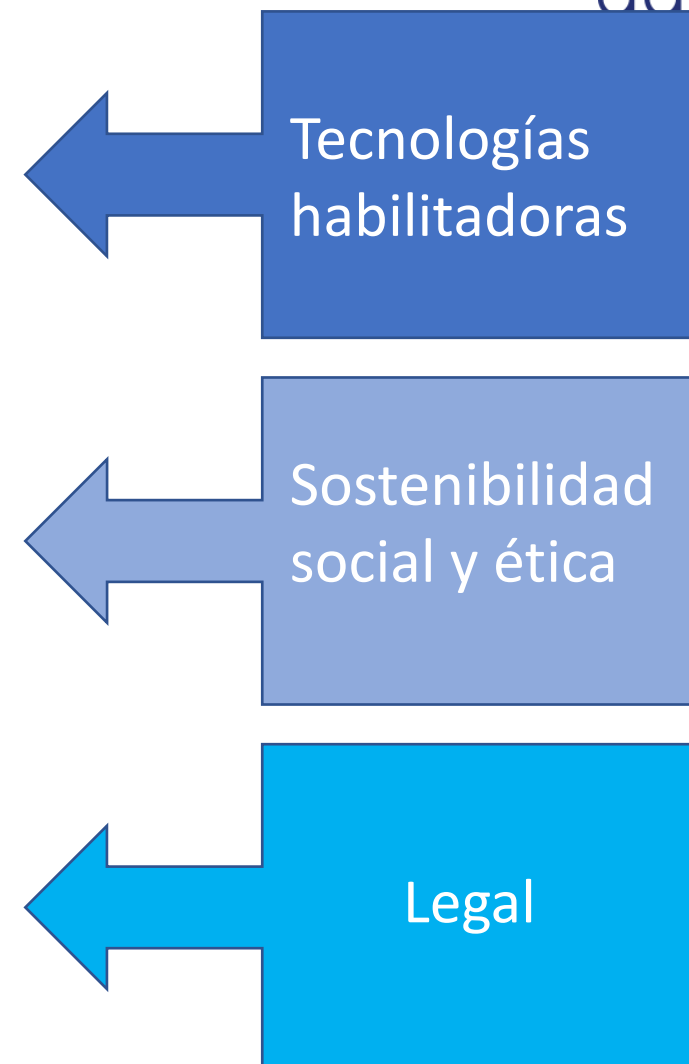 Tecnologías
habilitadoras
Sostenibilidad
social y ética
Legal